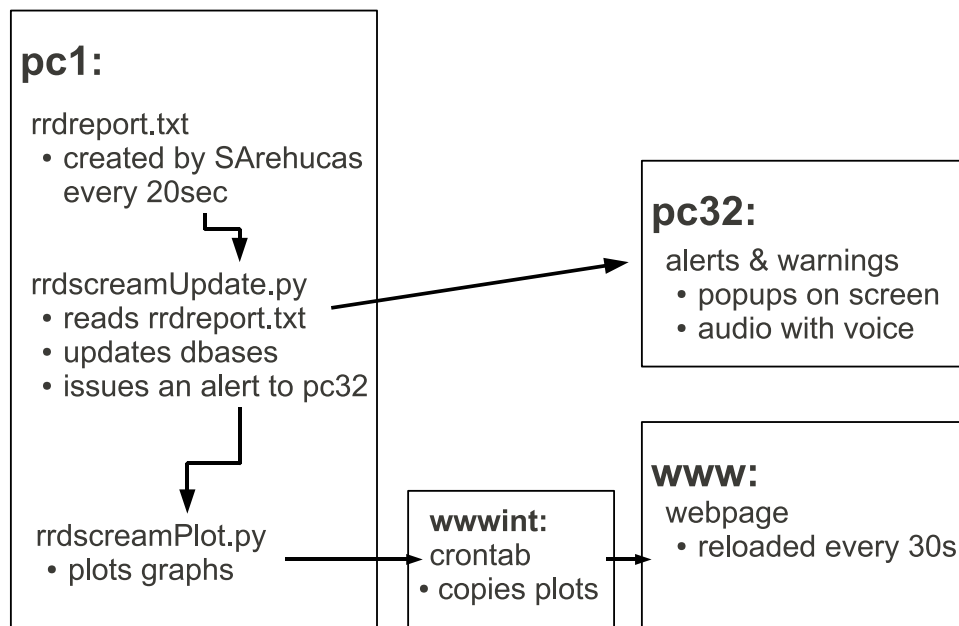 pc1:
rrdreport.txt
• created by SArehucas
every 20sec
rrdscreamUpdate.py
• reads rrdreport.txt
• updates dbases
• issues an alert to pc32
rrdscreamPlot.py
• plots graphs
pc32:
alerts & warnings
• popups on screen
• audio with voice
wwwint:
crontab
• copies plots
www:
webpage
• reloaded every 30s